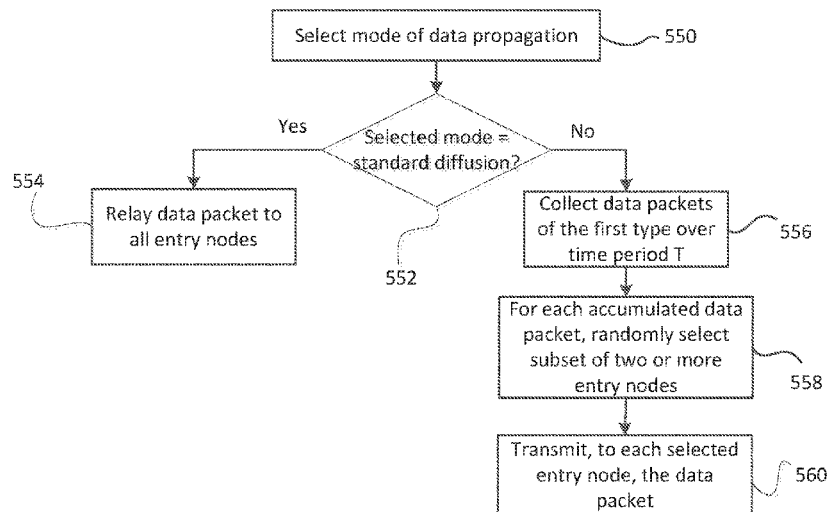 Select mode of data propagation
550
Yes
Selected mode =
standard diffusion?
No
554
Relay data packet to
all entry nodes
552
Collect data packets
of the first type over
time period T
556
For each accumulated data
packet, randomly select
subset of two or more
entry nodes
558
Transmit, to each selected
entry node, the data
packet
560